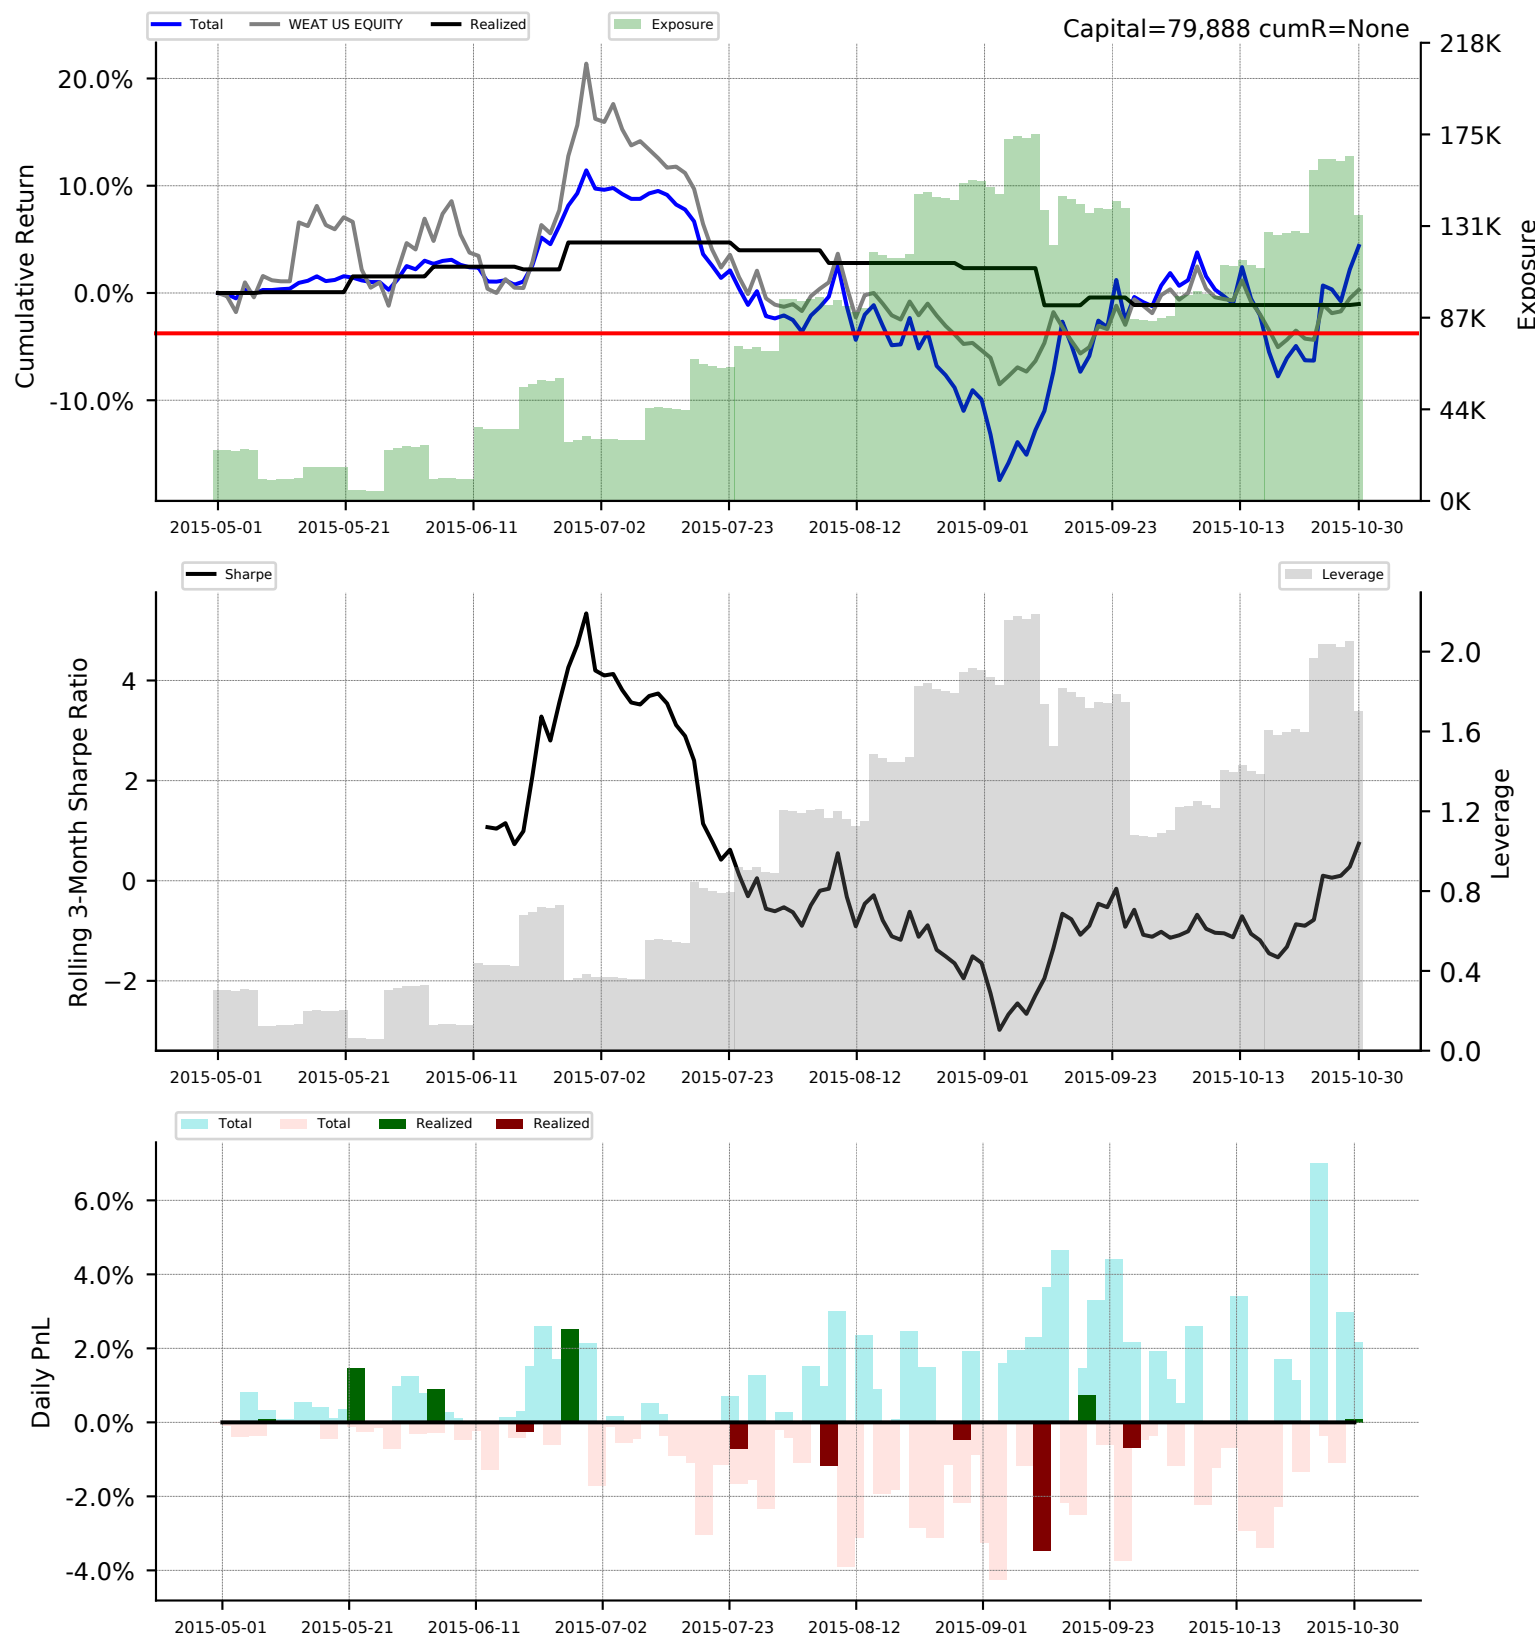 Total WEAT US EQUITY Realized Exposure
Capital=79,888 cumR=None
Cumulative Return
20.0%
10.0%
0.0%
-10.0%
218K
175K
131K
87K
44K
0K
Exposure
2015-05-01 2015-05-21 2015-06-11 2015-07-02 2015-07-23 2015-08-12 2015-09-01 2015-09-23 2015-10-13 2015-10-30
Sharpe
Leverage
Rolling 3-Month Sharpe Ratio
4
2
0
−2
2.0
1.6
1.2
0.8
0.4
0.0
Leverage
2015-05-01 2015-05-21 2015-06-11 2015-07-02 2015-07-23 2015-08-12 2015-09-01 2015-09-23 2015-10-13 2015-10-30
Total Total Realized Realized
Daily PnL
6.0%
4.0%
2.0%
0.0%
-2.0%
-4.0%
2015-05-01 2015-05-21 2015-06-11 2015-07-02 2015-07-23 2015-08-12 2015-09-01 2015-09-23 2015-10-13 2015-10-30